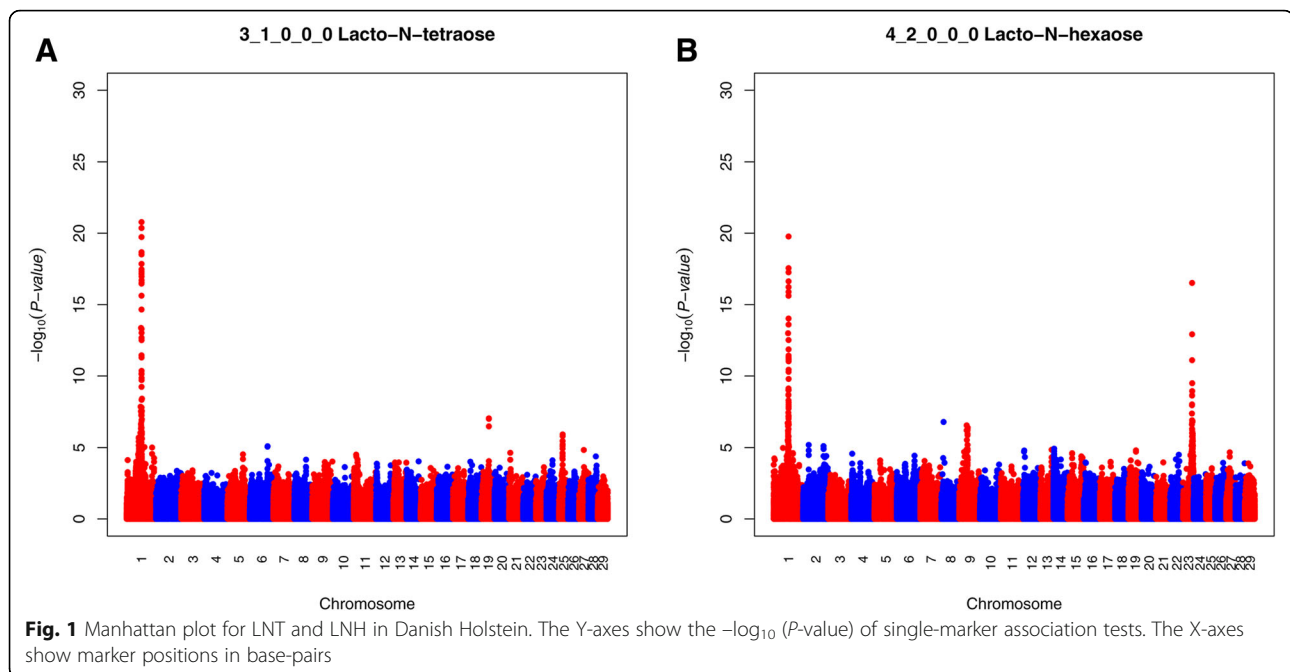 A
3_1_0_0_0 Lacto–N–tetraose
30
25
20
15
10
5
0
–log10(P–value)
1 2 3 4 5 6 7 8 9 10 11 12 13 14 15 16 17 18 19 20 21 22 23 24 25 26 27 28 29
Chromosome
B
4_2_0_0_0 Lacto–N–hexaose
30
25
20
15
10
5
0
–log10(P–value)
1 2 3 4 5 6 7 8 9 10 11 12 13 14 15 16 17 18 19 20 21 22 23 24 25 26 27 28 29
Chromosome
Fig. 1 Manhattan plot for LNT and LNH in Danish Holstein. The Y-axes show the –log10 (P-value) of single-marker association tests. The X-axes
show marker positions in base-pairs